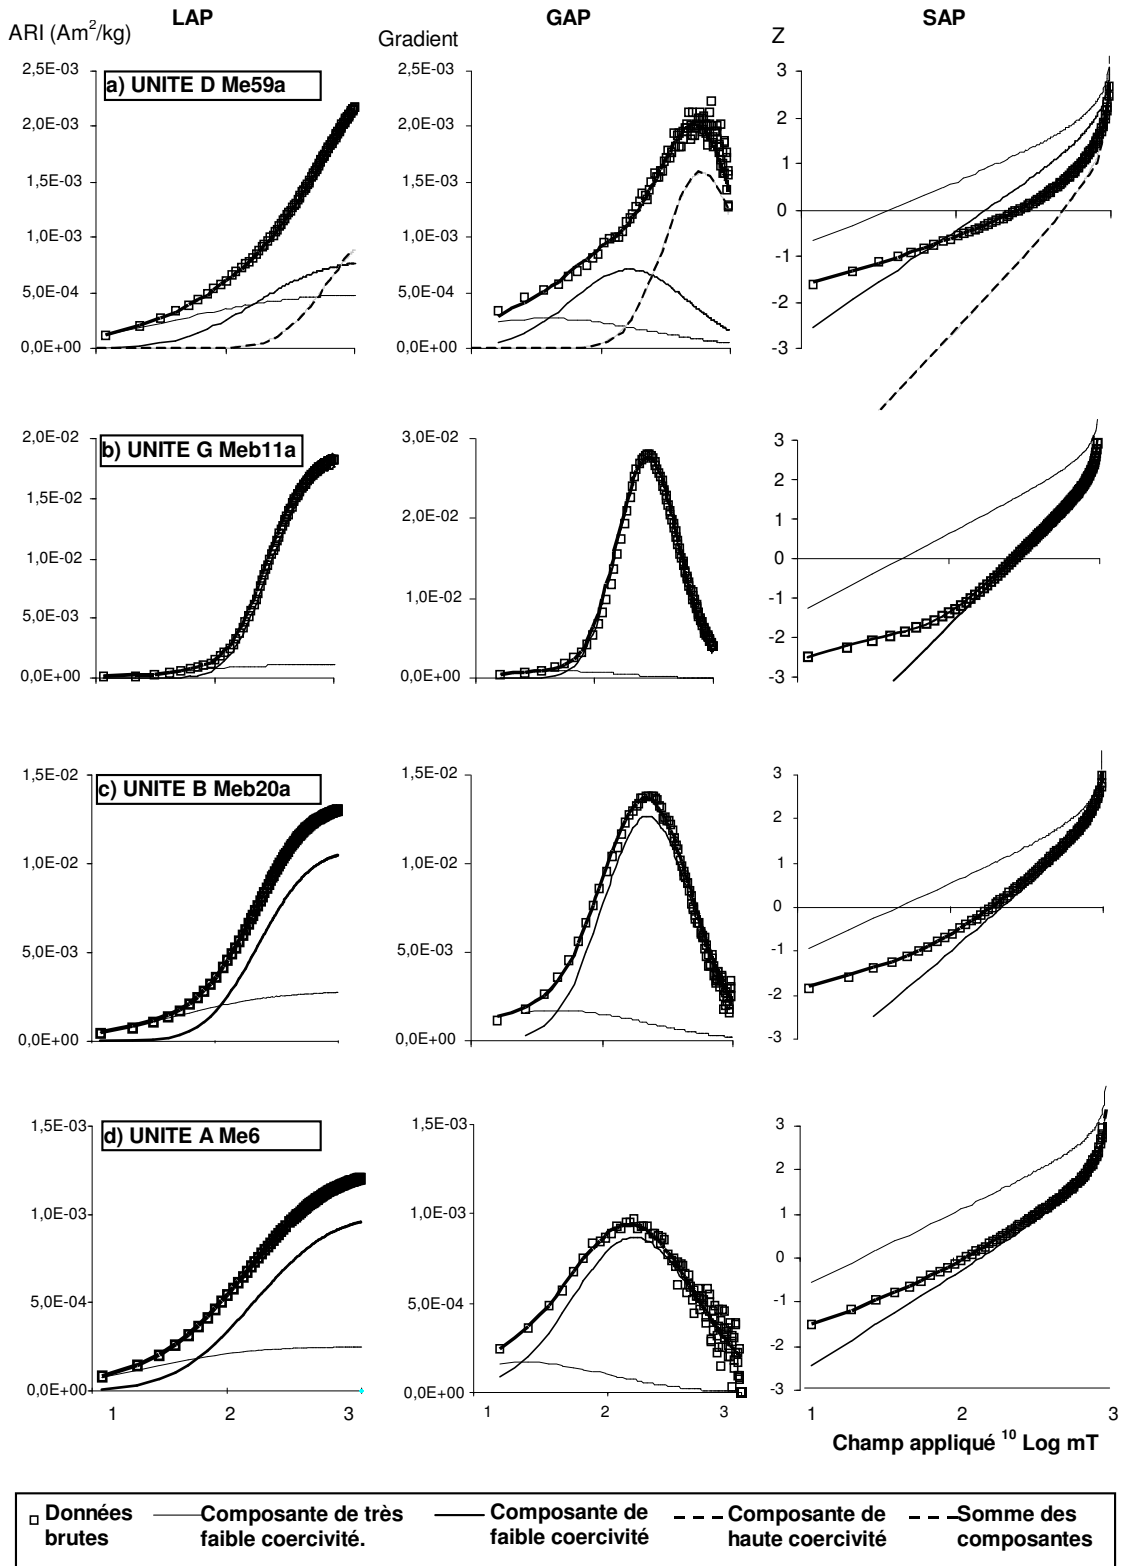 LAP GAP SAP
ARI (Am²/kg) Gradient Z
2,5E-03 2,5E-03 3
a) UNITE D Me59a
2,0E-03 2,0E-03 2
1,5E-03 1,5E-03 1
1,0E-03 1,0E-03 0
-1
5,0E-04 5,0E-04 -2
0,0E+00 0,0E+00 -3
2,0E-02 3,0E-02 3
b) UNITE G Meb11a
2
1,5E-02 2,0E-02 1
1,0E-02 0
5,0E-03 1,0E-02 -1
-2
0,0E+00 0,0E+00 -3
1,5E-02 1,5E-02 3
c) UNITE B Meb20a
2
1,0E-02 1,0E-02 1
0
5,0E-03 5,0E-03 -1
-2
0,0E+00 0,0E+00 -3
1,5E-03 1,5E-03 3
d) UNITE A Me6
2
1,0E-03 1,0E-03 1
0
5,0E-04 5,0E-04 -1
-2
0,0E+00 0,0E+00 -3
1 2 3 1 2 3 1 2 3
Champ appliqué ¹⁰ Log mT
Données Composante de très Composante de Composante de Somme des
brutes faible coercivité. faible coercivité haute coercivité composantes